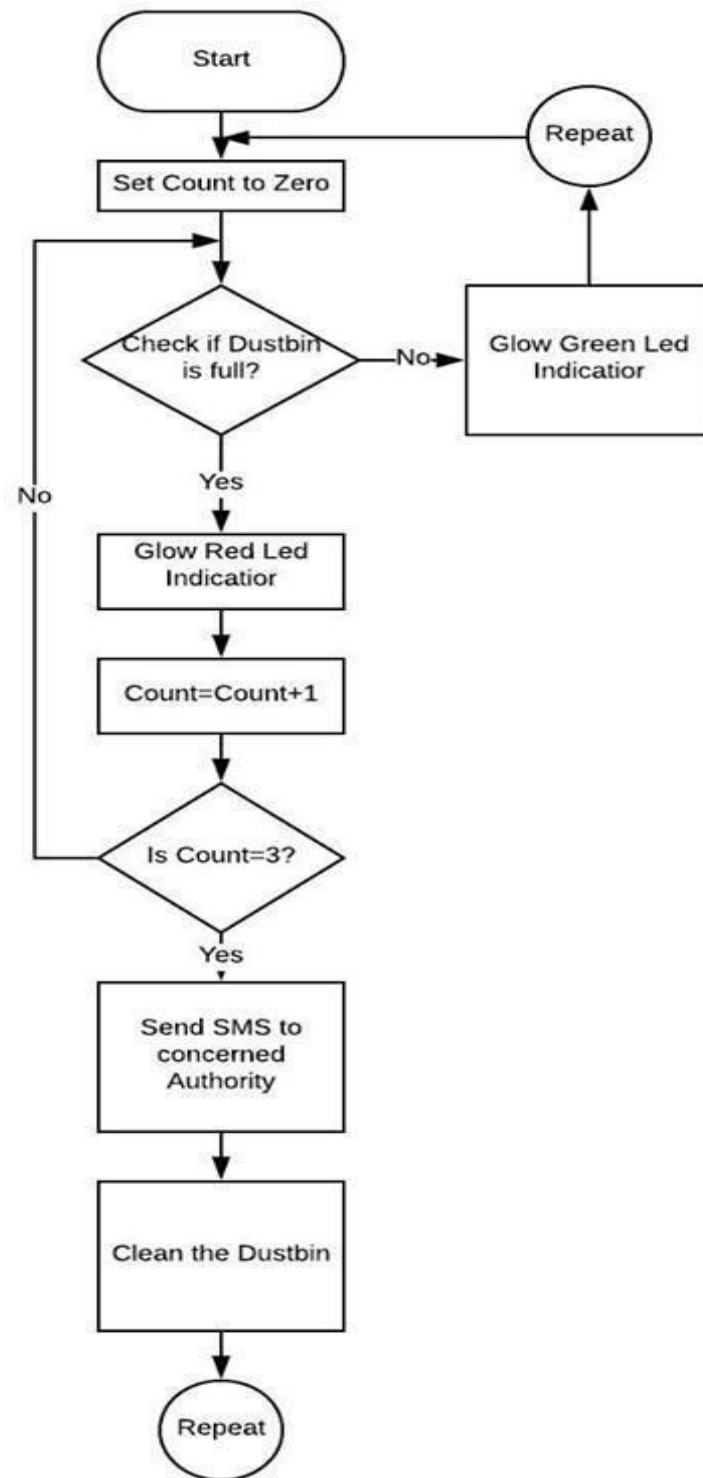 Start
Repeat
Set Count to Zero
Check if Dustbin
is full?
No
Glow Green Led
Indicatior
Yes
No
Glow Red Led
Indicatior
Count=Count+1
Is Count=3?
Yes
Send SMS to
concerned
Authority
Clean the Dustbin
Repeat